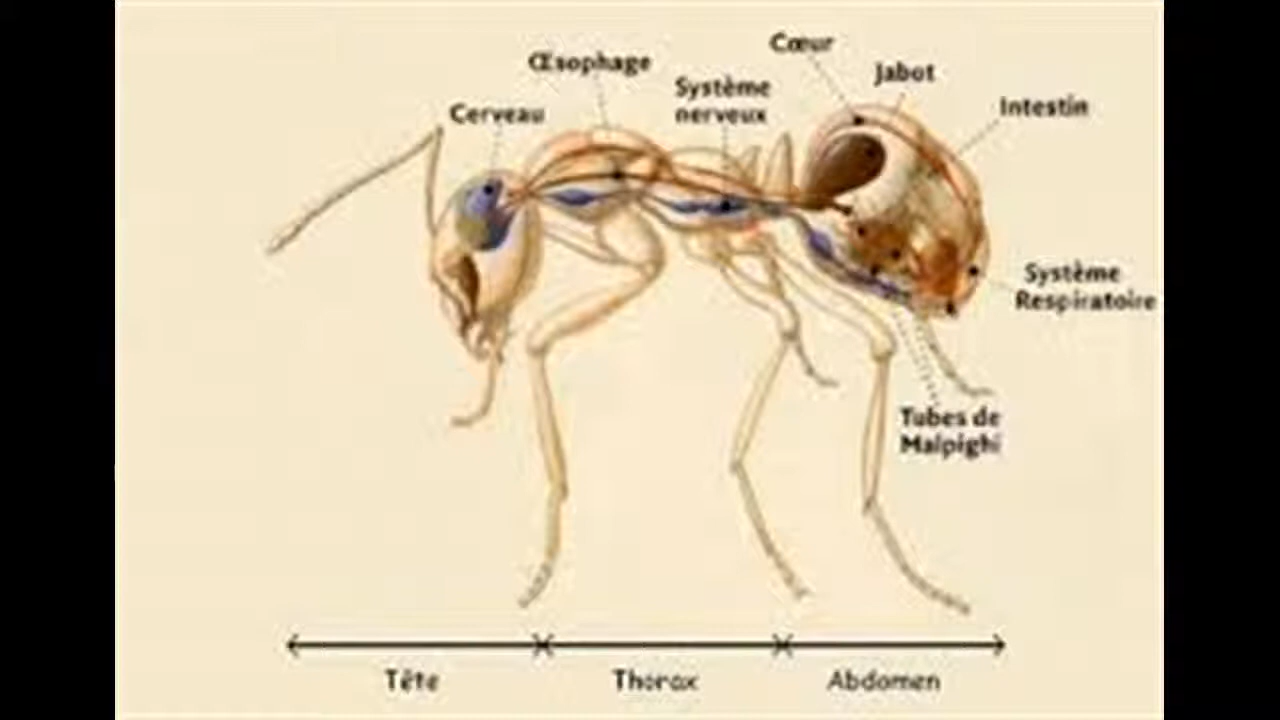 Cœur
Œsophage
Jabot
Système
nerveux
Intestin
Cerveau
Système
Respiratoire
Tubes de
Malpighi
Tête
Thorax
Abdomen